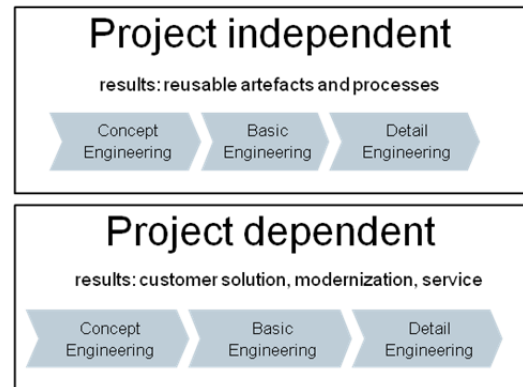 Project independent
results: reusable artefacts and processes
Concept Engineering
Basic Engineering
Detail Engineering
Project dependent
results: customer solution, modernization, service
Concept Engineering
Basic Engineering
Detail Engineering